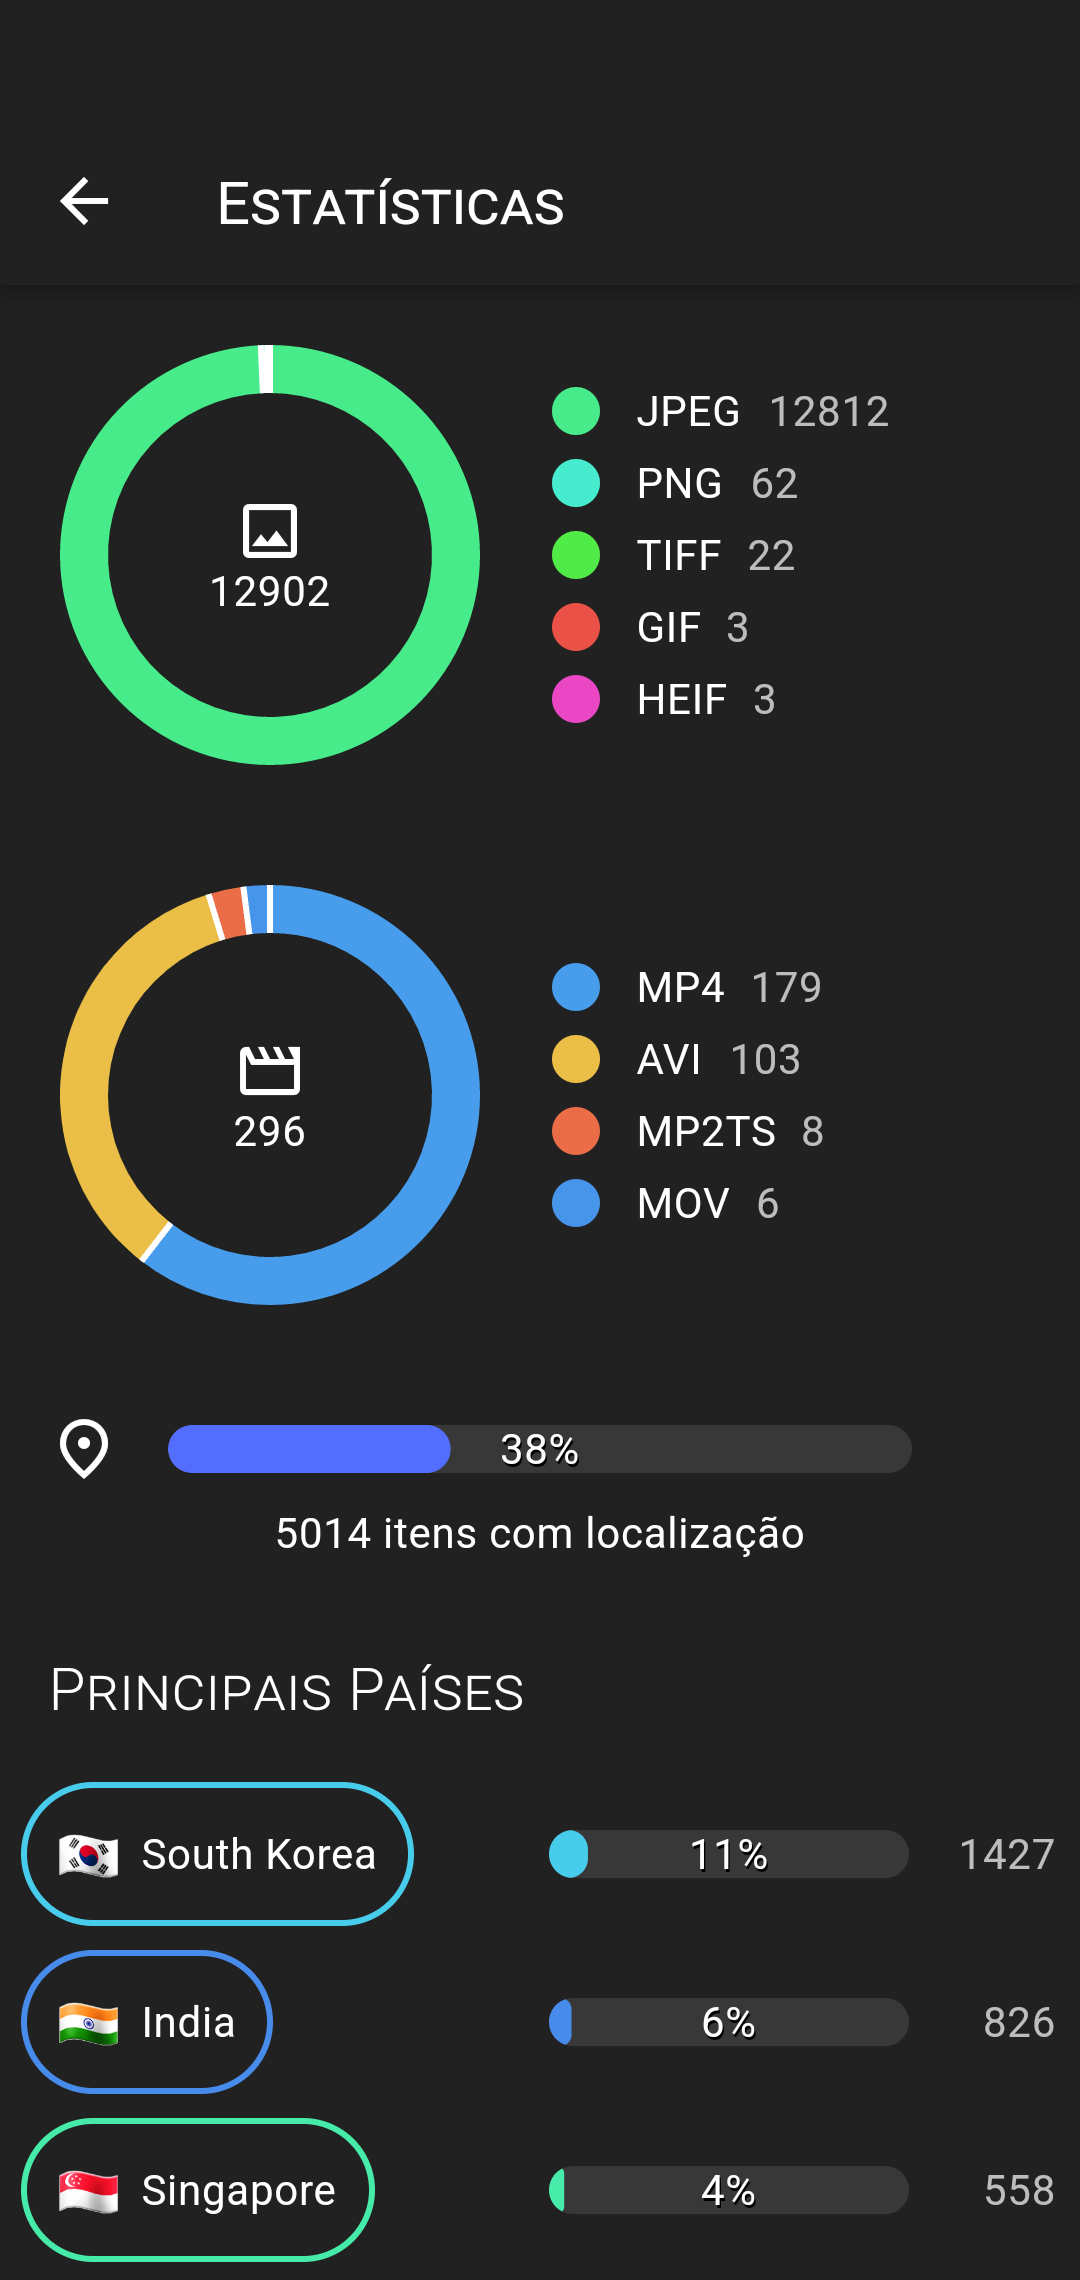 Estatísticas
12902
JPEG 12812
PNG 62
TIFF 22
GIF 3
HEIF 3
296
MP4 179
AVI 103
MP2TS 8
MOV 6
38%
5014 itens com localização
Principais Países
South Korea 11% 1427
India 6% 826
Singapore 4% 558